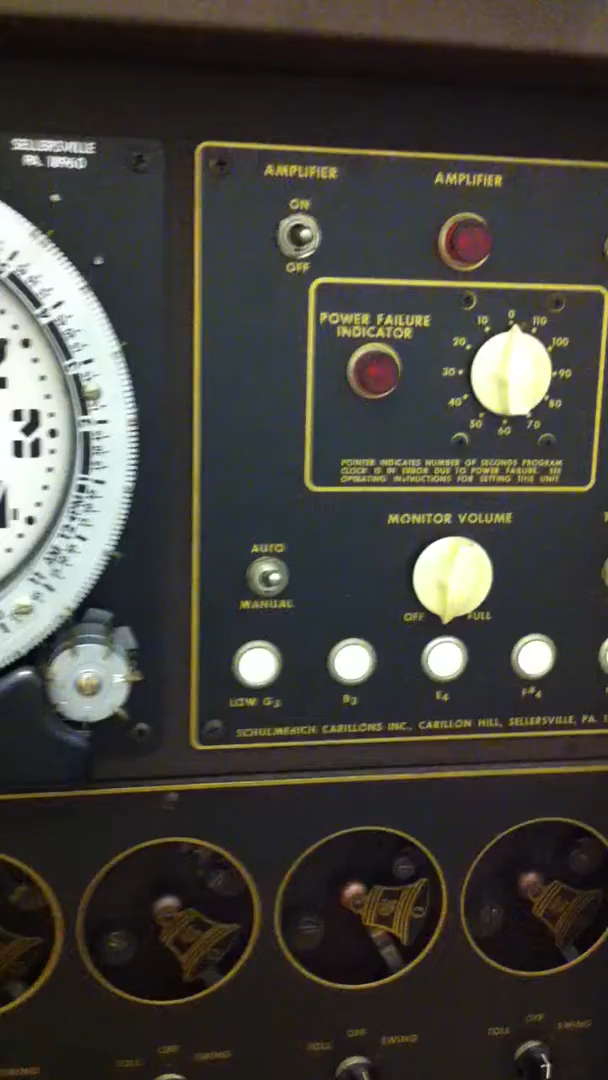 SELLERSVILLE
PA. 18960
AMPLIFIER
ON
OFF
AMPLIFIER
POWER FAILURE
INDICATOR
0
10
20
30
40
50
60
70
80
90
100
110
POINTER INDICATES NUMBER OF SECONDS PROGRAM
CLOCK IS IN ERROR DUE TO POWER FAILURE. SEE
OPERATING INSTRUCTIONS FOR SETTING THIS UNIT
MONITOR VOLUME
OFF FULL
AUTO
MANUAL
LOW G3 B3 E4 F#4
SCHULMERICH CARILLONS INC., CARILLON HILL, SELLERSVILLE, PA.
TOLL OFF SWING
TOLL OFF SWING
TOLL OFF SWING